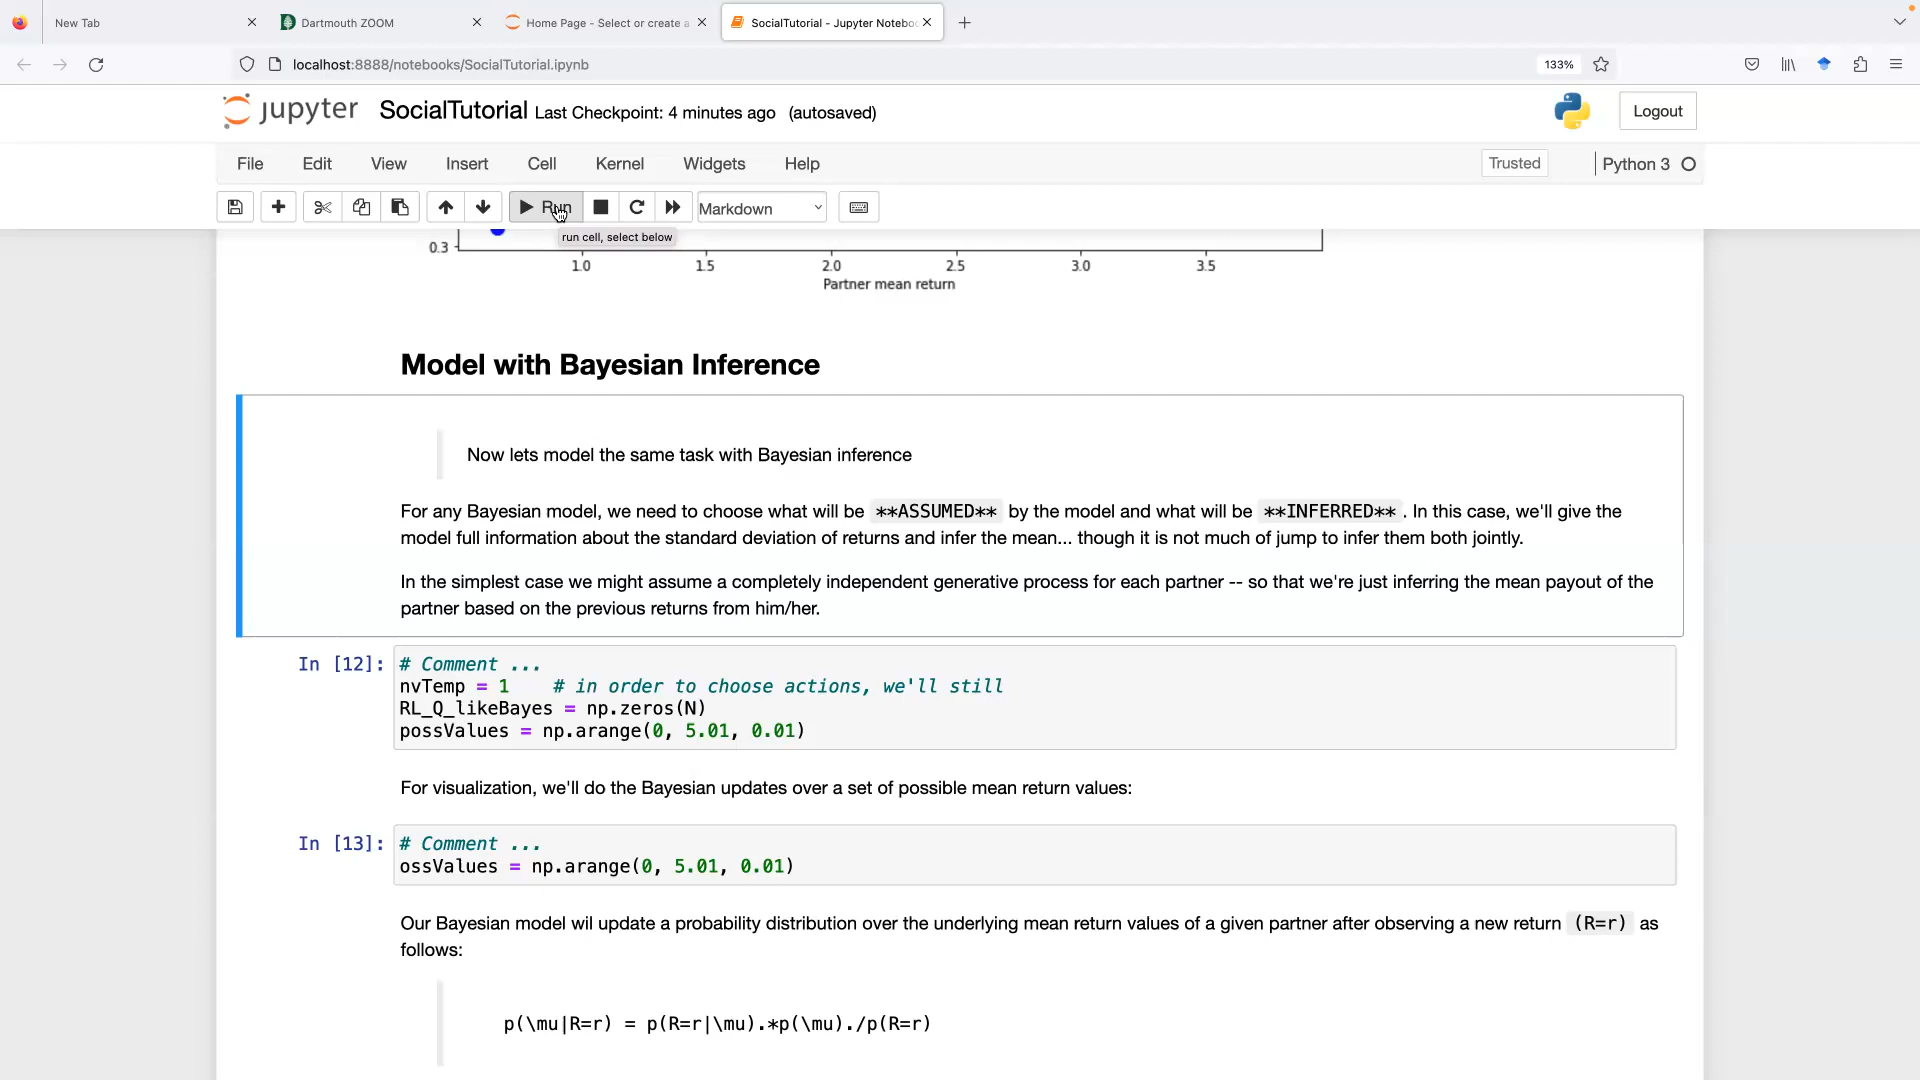 New Tab
Dartmouth ZOOM
Home Page - Select or create a
SocialTutorial - Jupyter Notebo
localhost:8888/notebooks/SocialTutorial.ipynb
133%
jupyter SocialTutorial Last Checkpoint: 4 minutes ago (autosaved)
Logout
File Edit View Insert Cell Kernel Widgets Help
Trusted
Python 3
Run
Markdown
run cell, select below
0.3
1.0 1.5 2.0 2.5 3.0 3.5
Partner mean return
Model with Bayesian Inference
Now lets model the same task with Bayesian inference
For any Bayesian model, we need to choose what will be **ASSUMED** by the model and what will be **INFERRED** . In this case, we'll give the
model full information about the standard deviation of returns and infer the mean... though it is not much of jump to infer them both jointly.
In the simplest case we might assume a completely independent generative process for each partner -- so that we're just inferring the mean payout of the
partner based on the previous returns from him/her.
In [12]: # Comment ...
nvTemp = 1 # in order to choose actions, we'll still
RL_Q_likeBayes = np.zeros(N)
possValues = np.arange(0, 5.01, 0.01)
For visualization, we'll do the Bayesian updates over a set of possible mean return values:
In [13]: # Comment ...
ossValues = np.arange(0, 5.01, 0.01)
Our Bayesian model wil update a probability distribution over the underlying mean return values of a given partner after observing a new return (R=r) as
follows:
p(\mu|R=r) = p(R=r|\mu).*p(\mu)./p(R=r)